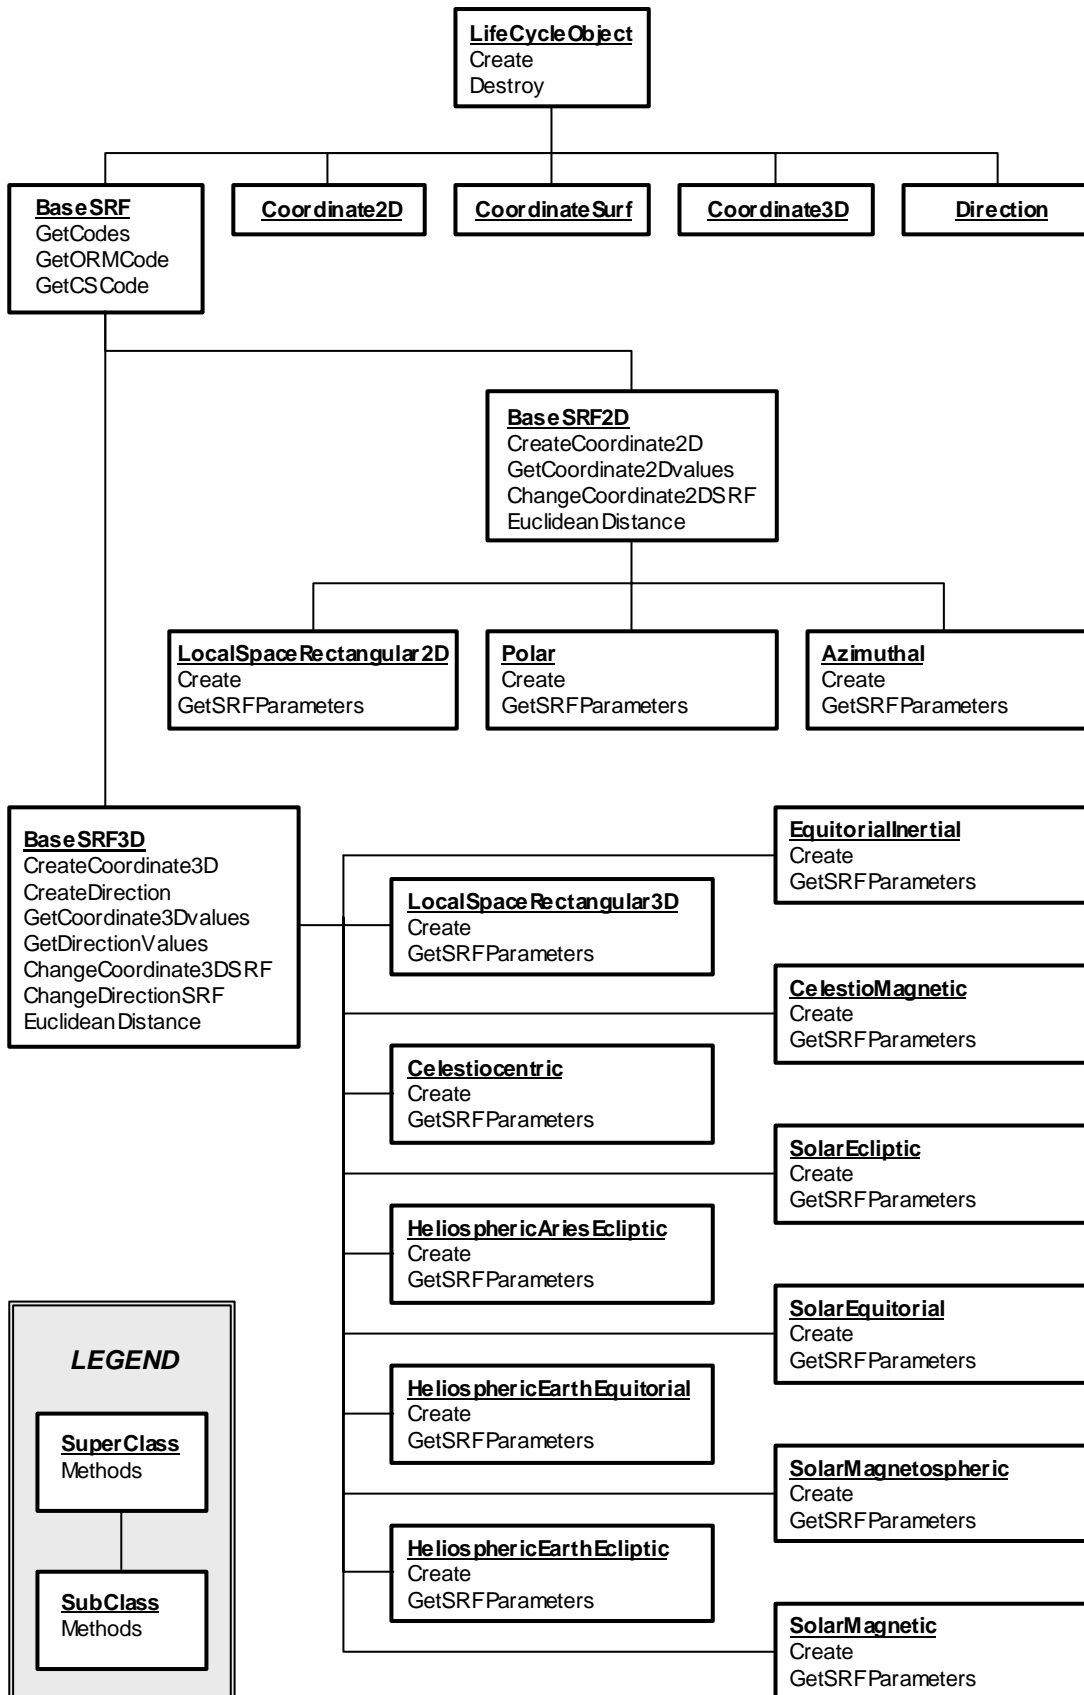 LifeCycleObject
Create
Destroy
BaseSRF
GetCodes
GetORMCode
GetCSCode
Coordinate2D
CoordinateSurf
Coordinate3D
Direction
BaseSRF2D
CreateCoordinate2D
GetCoordinate2Dvalues
ChangeCoordinate2DSRF
EuclideanDistance
LocalSpaceRectangular2D
Create
GetSRFParameters
Polar
Create
GetSRFParameters
Azimuthal
Create
GetSRFParameters
BaseSRF3D
CreateCoordinate3D
CreateDirection
GetCoordinate3Dvalues
GetDirectionValues
ChangeCoordinate3DSRF
ChangeDirectionSRF
EuclideanDistance
EquitorialInertial
Create
GetSRFParameters
LocalSpaceRectangular3D
Create
GetSRFParameters
CelestioMagnetic
Create
GetSRFParameters
Celestiocentric
Create
GetSRFParameters
SolarEcliptic
Create
GetSRFParameters
HeliosphericAriesEcliptic
Create
GetSRFParameters
SolarEquitorial
Create
GetSRFParameters
HeliosphericEarthEquitorial
Create
GetSRFParameters
SolarMagnetospheric
Create
GetSRFParameters
HeliosphericEarthEcliptic
Create
GetSRFParameters
SolarMagnetic
Create
GetSRFParameters
LEGEND
SuperClass
Methods
SubClass
Methods